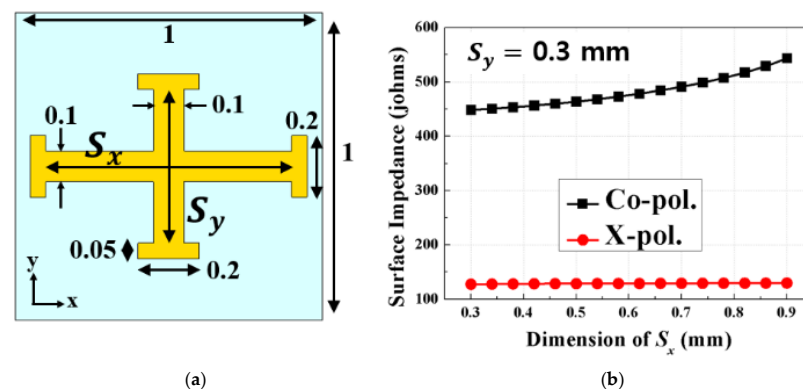 1
0.1
0.1
0.2
Sx
1
Sy
0.05
0.2
y
x
(a)
Sy = 0.3 mm
Surface Impedance (johms)
600
500
400
300
200
100
Co-pol.
X-pol.
0.3 0.4 0.5 0.6 0.7 0.8 0.9
Dimension of Sx (mm)
(b)